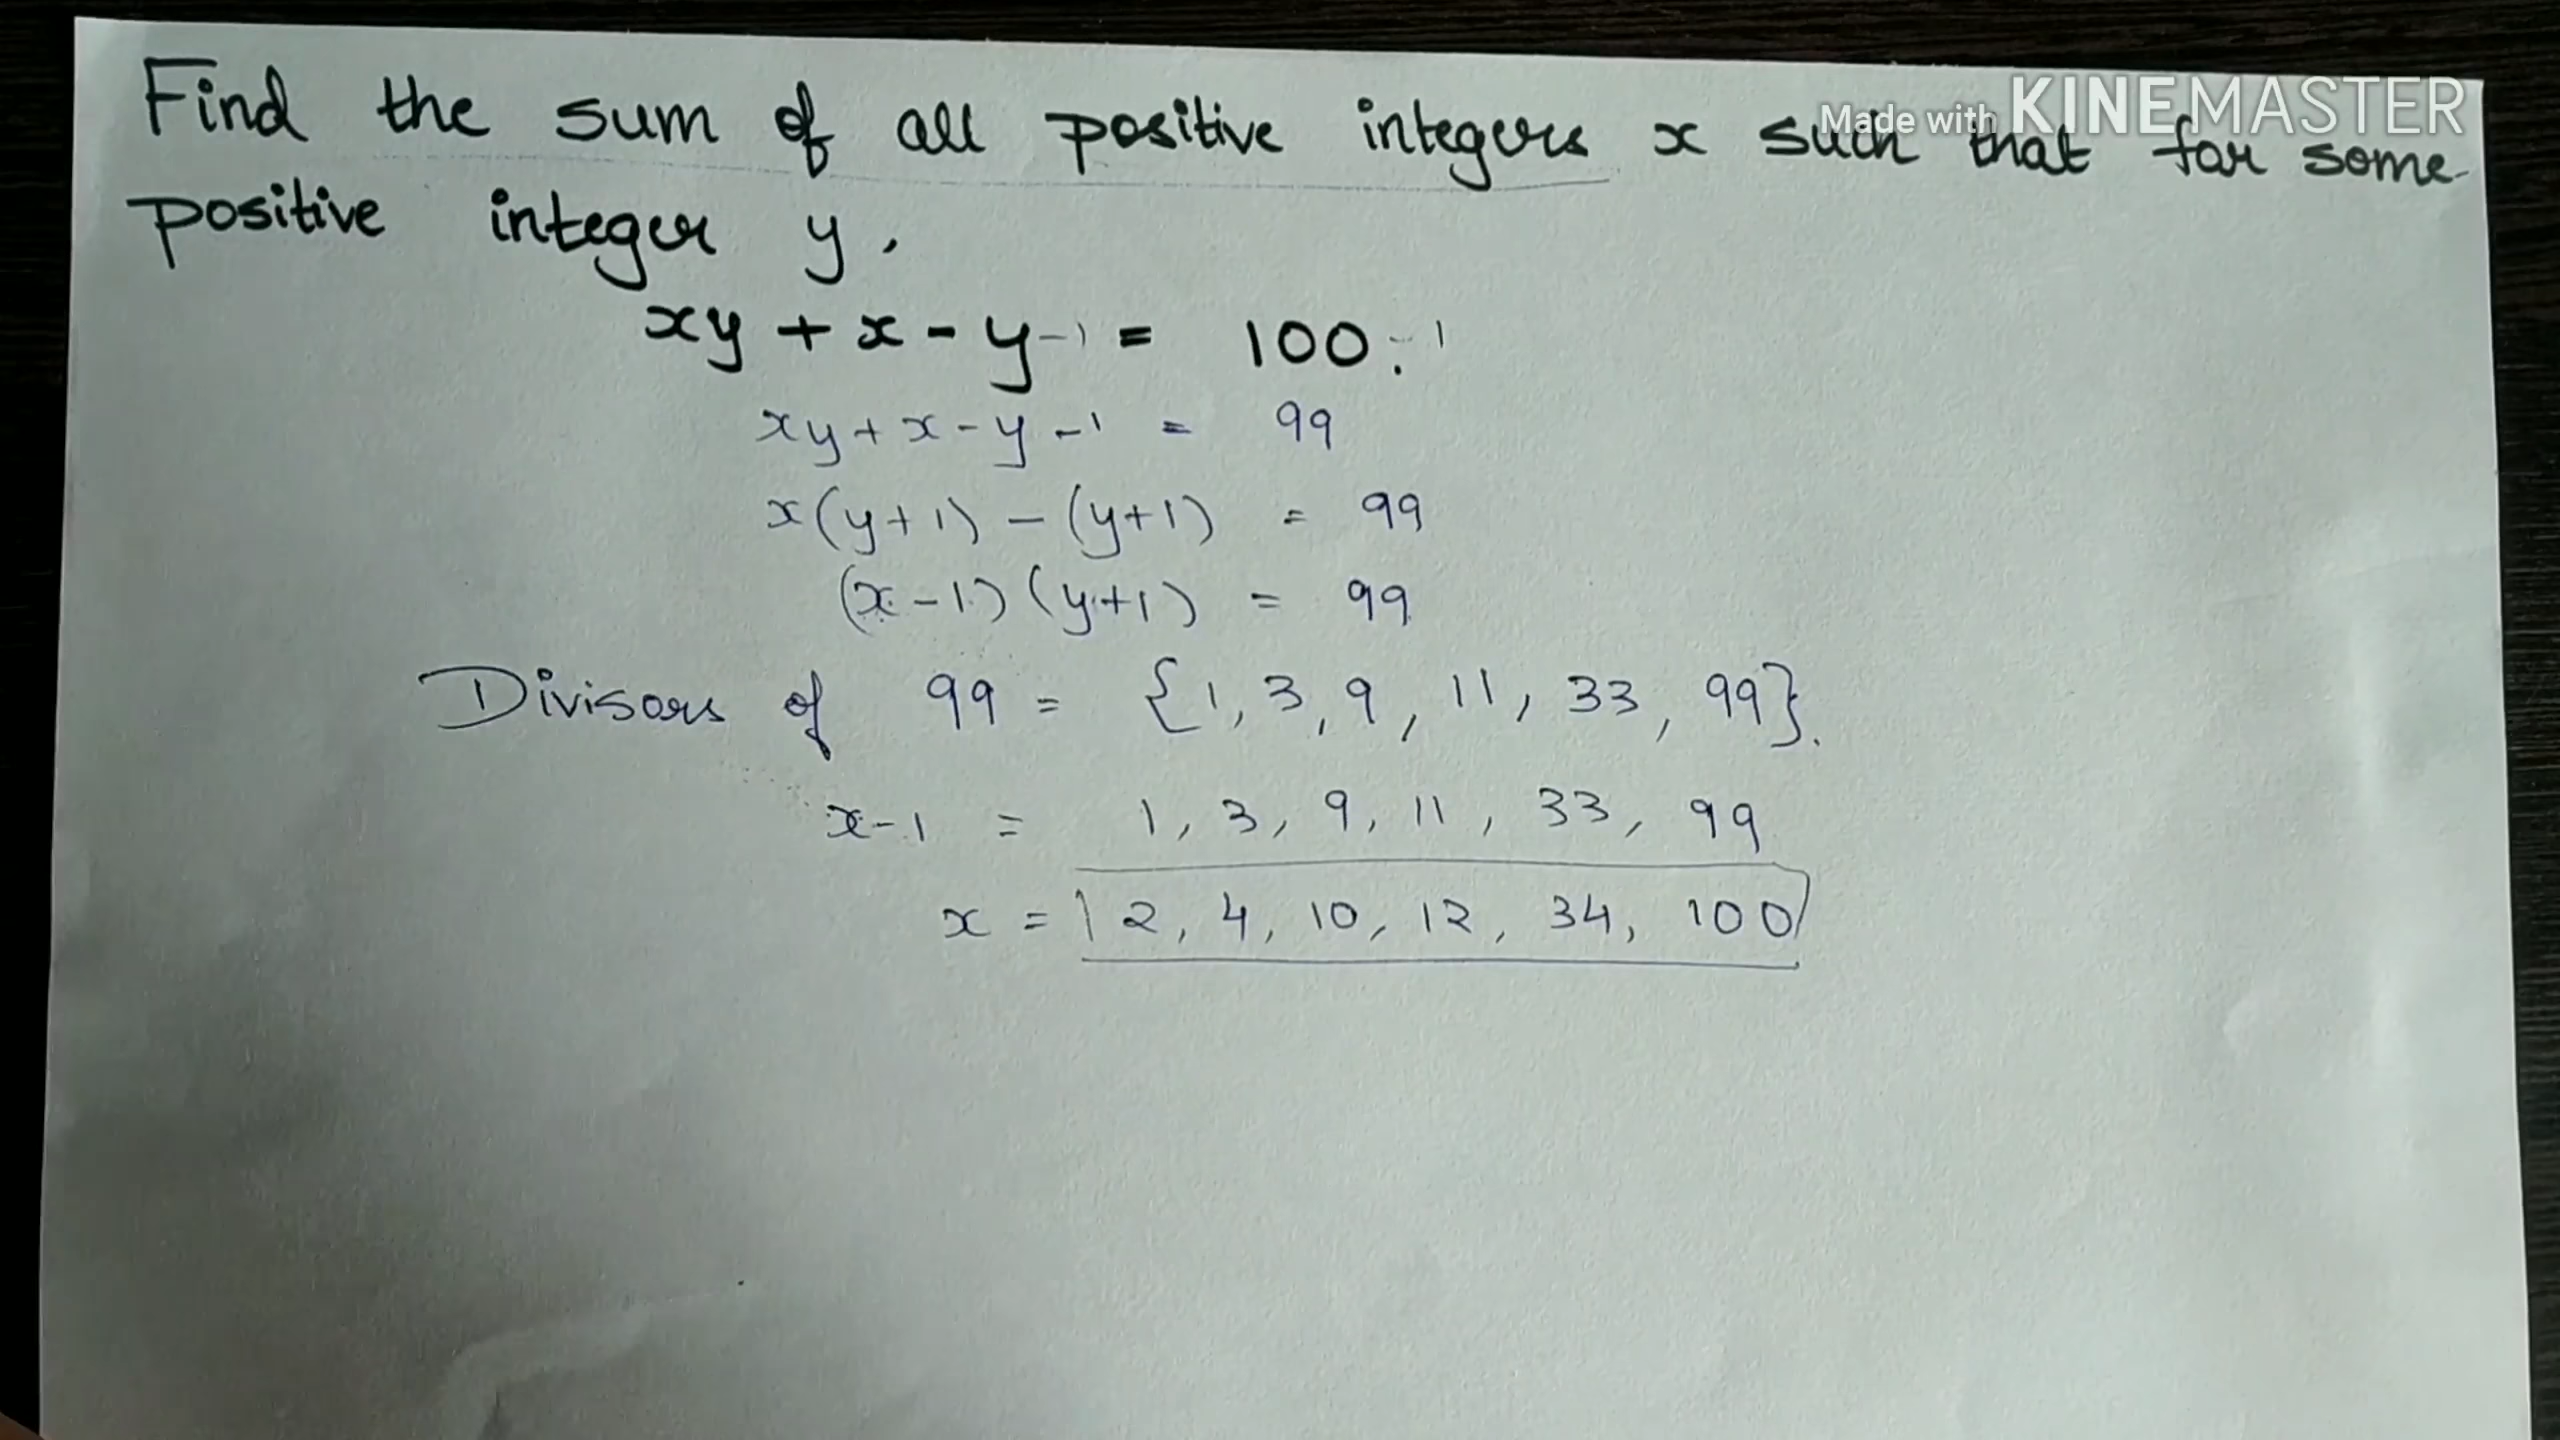 Made with KINEMASTER
Find the sum of all positive integers x such that for some
positive integer y,
xy + x - y - 1 = 100. - 1
xy + x - y - 1 = 99
x(y+1) - (y+1) = 99
(x-1)(y+1) = 99
Divisors of 99 = {1, 3, 9, 11, 33, 99}.
x-1 = 1, 3, 9, 11, 33, 99
x = 2, 4, 10, 12, 34, 100